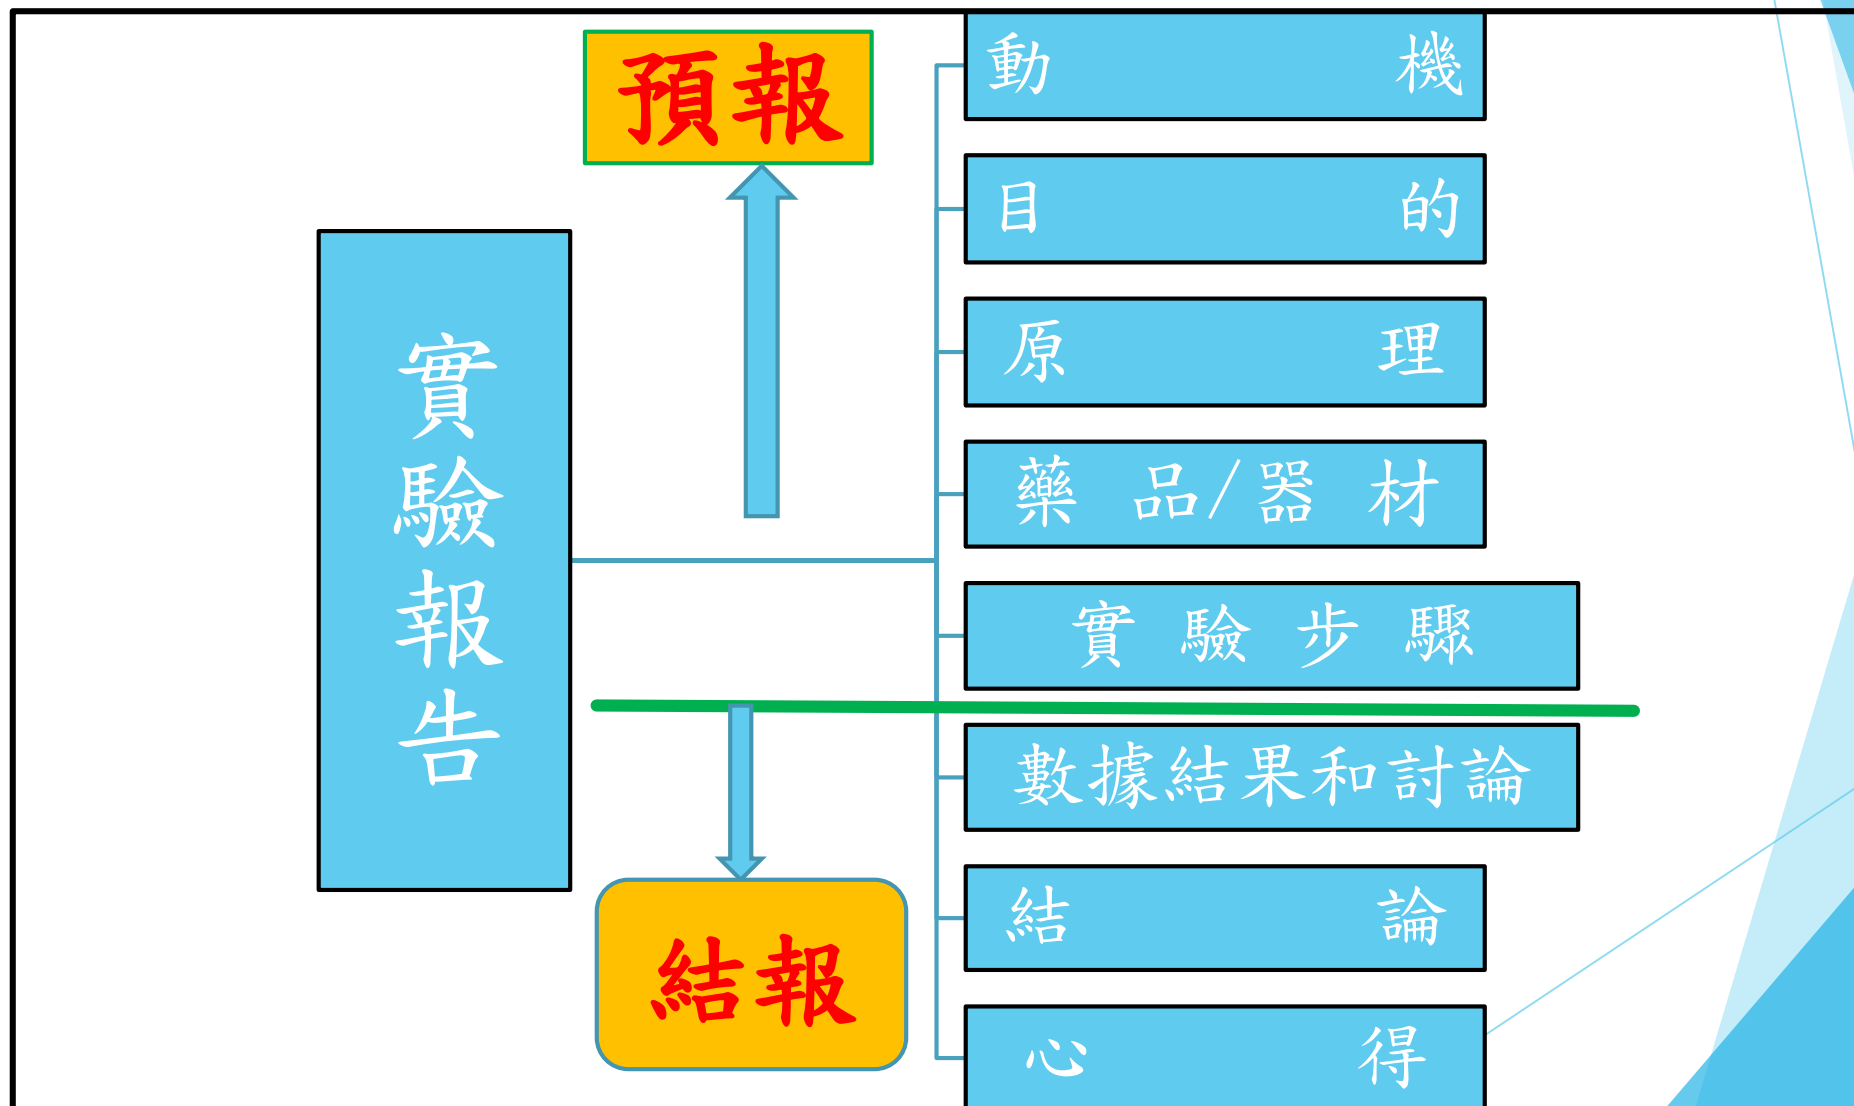 實驗報告
預報
結報
動 機
目 的
原 理
藥 品/器 材
實 驗 步 驟
數據結果和討論
結 論
心 得